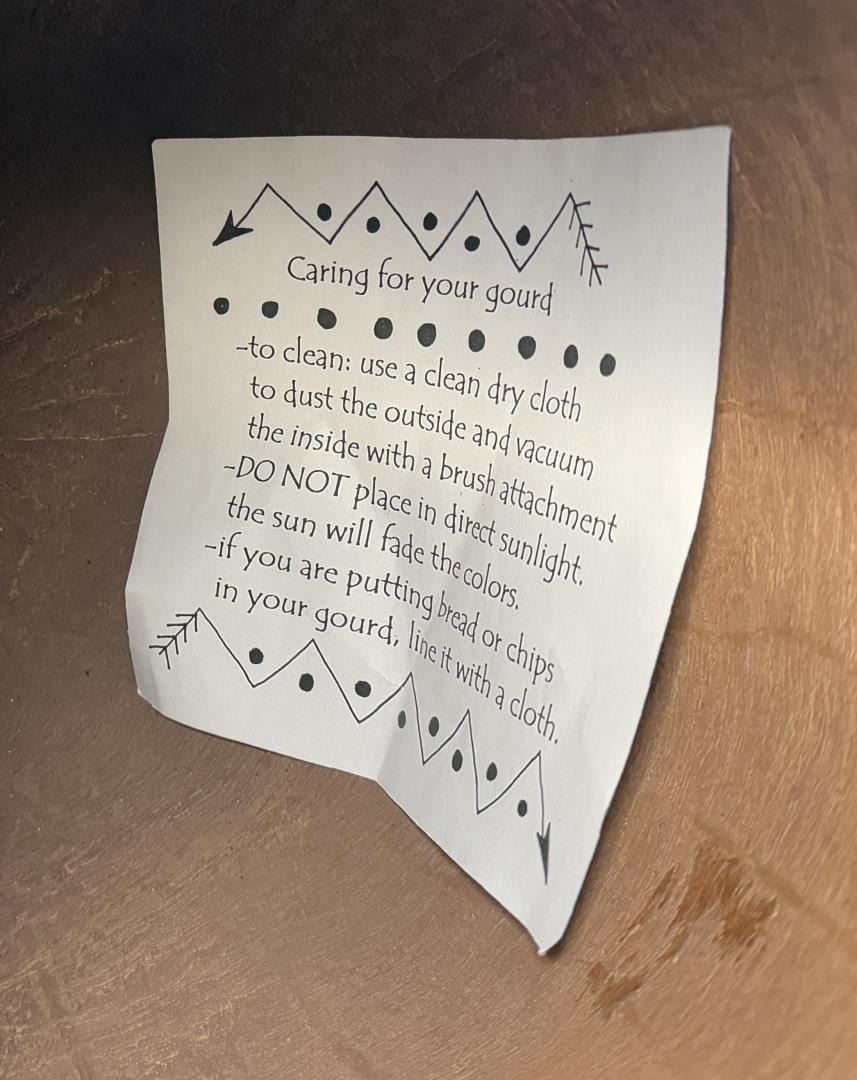 Caring for your gourd
-to clean: use a clean dry cloth
to dust the outside and vacuum
the inside with a brush attachment
-DO NOT place in direct sunlight.
the sun will fade the colors.
-if you are putting bread or chips
in your gourd, line it with a cloth.